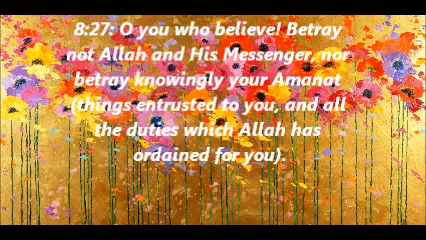 8:27: O you who believe! Betray
not Allah and His Messenger, nor
betray knowingly your Amanat
(things entrusted to you, and all
the duties which Allah has
ordained for you).